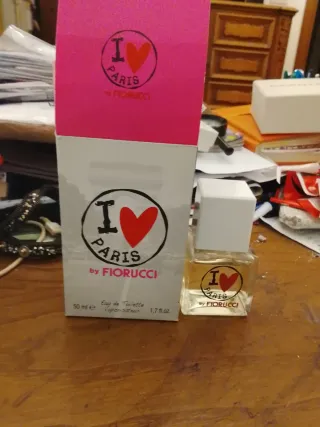 I ♥
PARIS
by FIORUCCI
I ♥
PARIS
by FIORUCCI
50 ml e Eau de Toilette 1.7 fl.oz.
I ♥
PARIS
by FIORUCCI